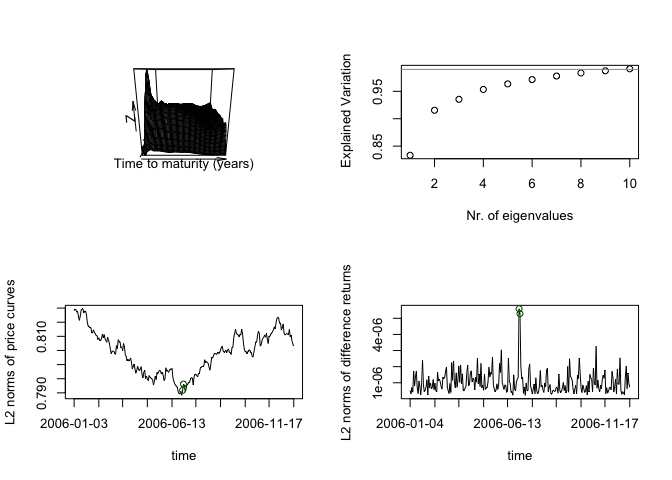 Z
Time to maturity (years)
Explained Variation
0.85 0.95
2 4 6 8 10
Nr. of eigenvalues
L2 norms of price curves
0.790 0.810
2006-01-03 2006-06-13 2006-11-17
time
L2 norms of difference returns
1e-06 4e-06
2006-01-04 2006-06-13 2006-11-17
time